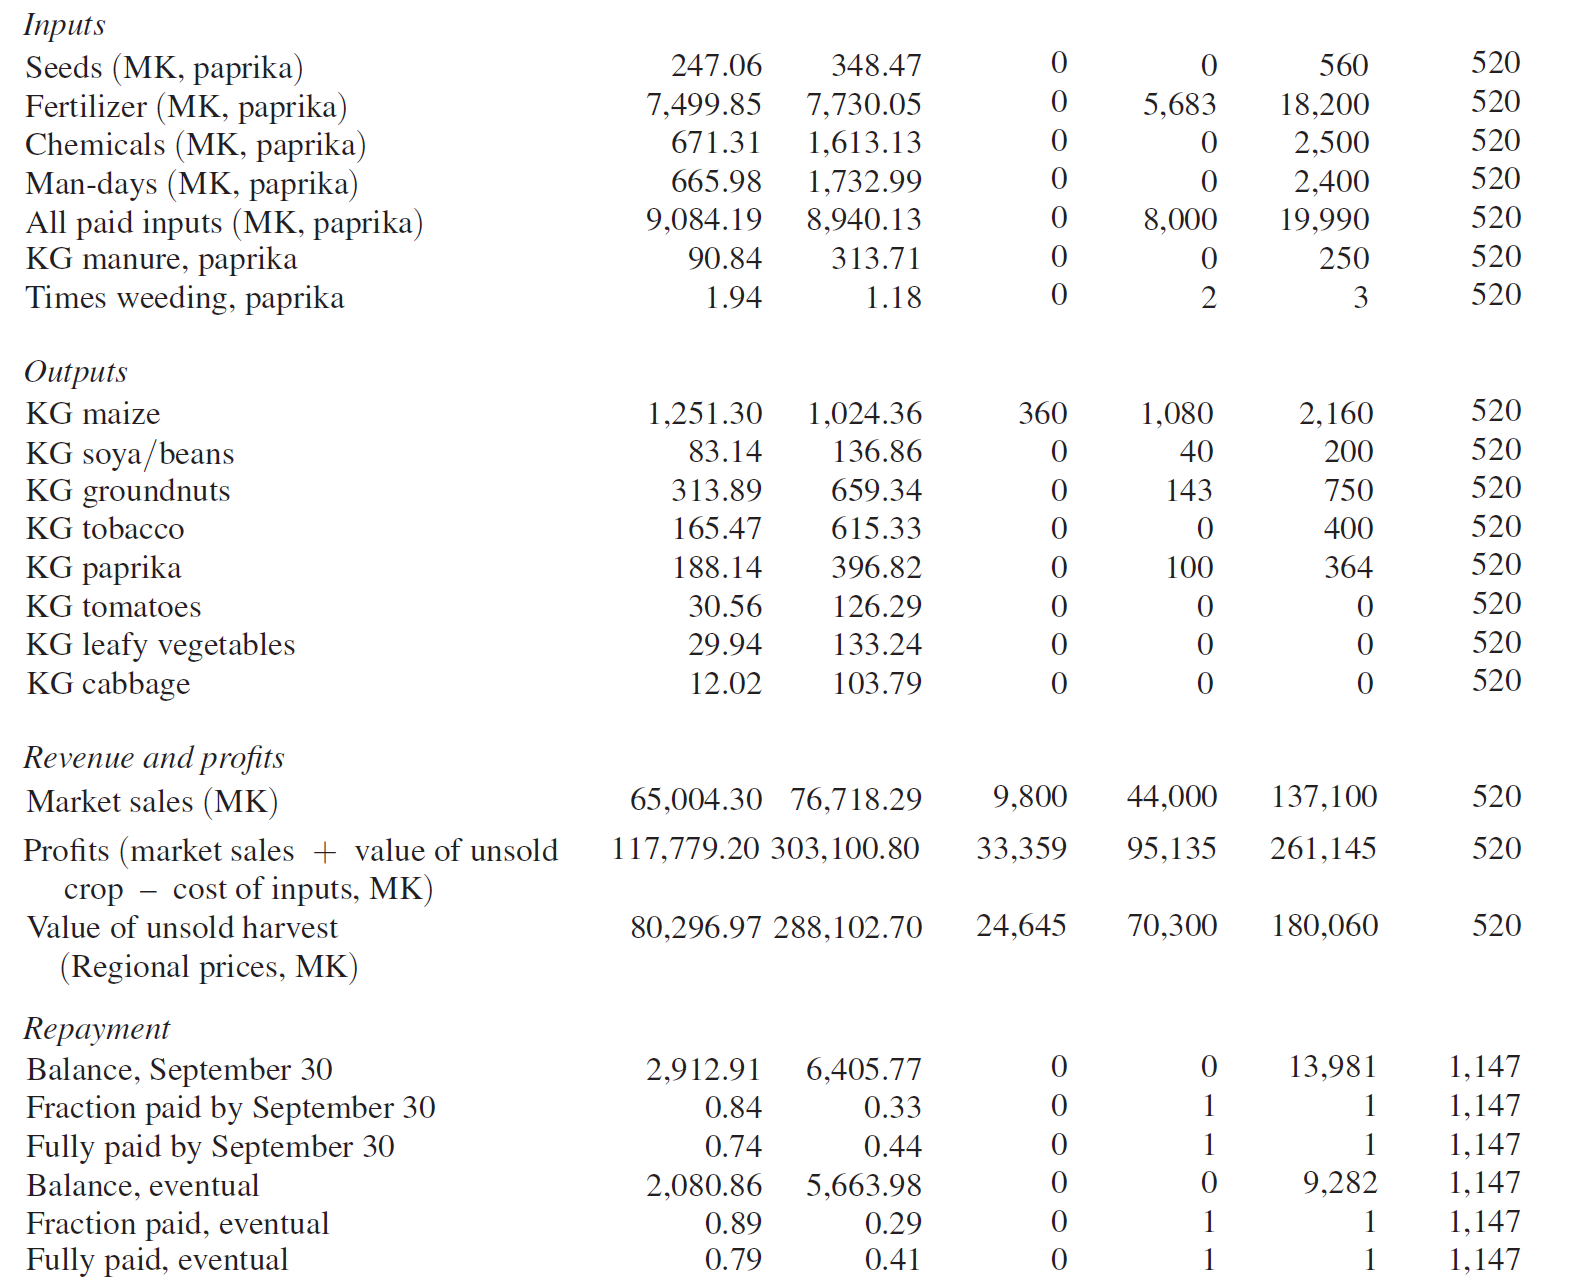 Inputs
Seeds (MK, paprika) 247.06 348.47 0 0 560 520
Fertilizer (MK, paprika) 7,499.85 7,730.05 0 5,683 18,200 520
Chemicals (MK, paprika) 671.31 1,613.13 0 0 2,500 520
Man-days (MK, paprika) 665.98 1,732.99 0 0 2,400 520
All paid inputs (MK, paprika) 9,084.19 8,940.13 0 8,000 19,990 520
KG manure, paprika 90.84 313.71 0 0 250 520
Times weeding, paprika 1.94 1.18 0 2 3 520
Outputs
KG maize 1,251.30 1,024.36 360 1,080 2,160 520
KG soya/beans 83.14 136.86 0 40 200 520
KG groundnuts 313.89 659.34 0 143 750 520
KG tobacco 165.47 615.33 0 0 400 520
KG paprika 188.14 396.82 0 100 364 520
KG tomatoes 30.56 126.29 0 0 0 520
KG leafy vegetables 29.94 133.24 0 0 0 520
KG cabbage 12.02 103.79 0 0 0 520
Revenue and profits
Market sales (MK) 65,004.30 76,718.29 9,800 44,000 137,100 520
Profits (market sales + value of unsold 117,779.20 303,100.80 33,359 95,135 261,145 520
crop − cost of inputs, MK)
Value of unsold harvest 80,296.97 288,102.70 24,645 70,300 180,060 520
(Regional prices, MK)
Repayment
Balance, September 30 2,912.91 6,405.77 0 0 13,981 1,147
Fraction paid by September 30 0.84 0.33 0 1 1 1,147
Fully paid by September 30 0.74 0.44 0 1 1 1,147
Balance, eventual 2,080.86 5,663.98 0 0 9,282 1,147
Fraction paid, eventual 0.89 0.29 0 1 1 1,147
Fully paid, eventual 0.79 0.41 0 1 1 1,147